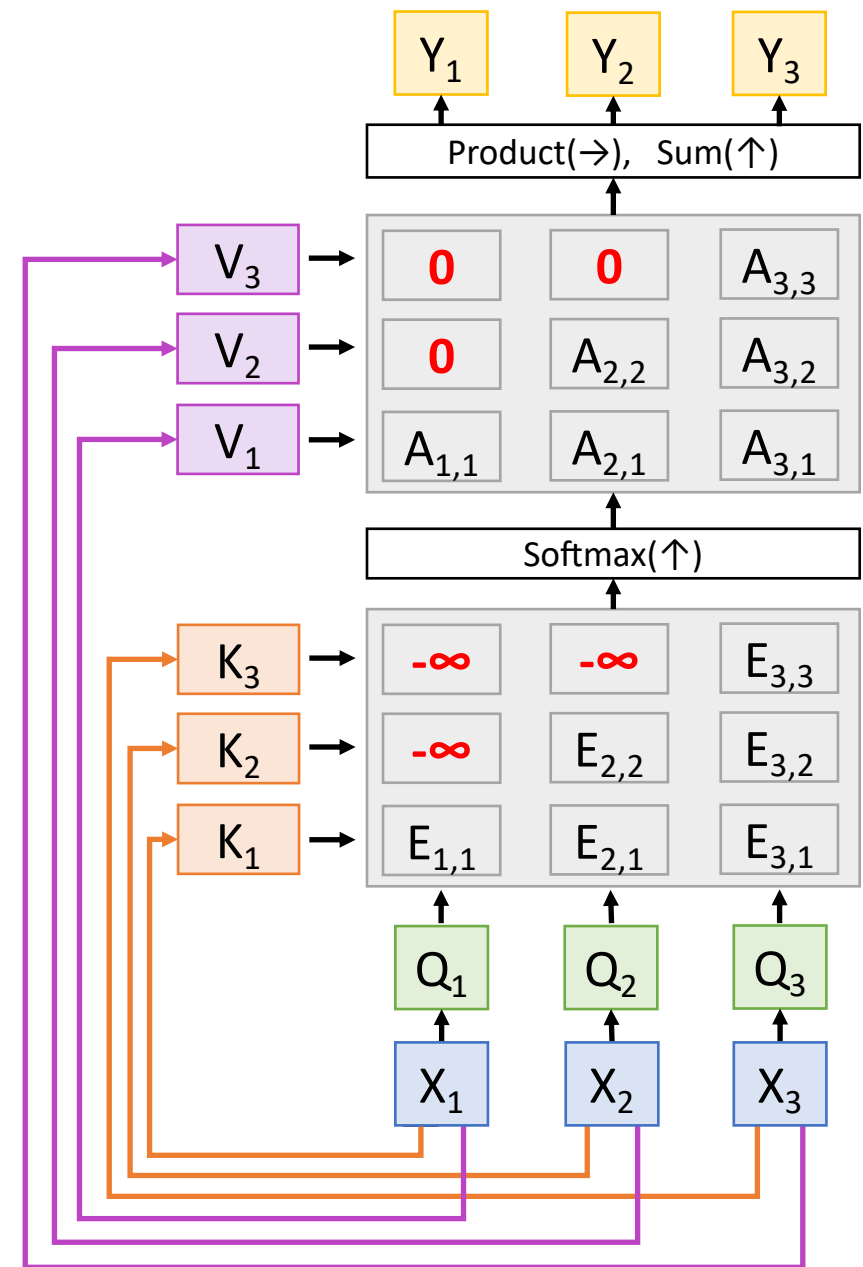 Y₁ Y₂ Y₃
Product(→), Sum(↑)
V₃ 0 0 A₃,₃
V₂ 0 A₂,₂ A₃,₂
V₁ A₁,₁ A₂,₁ A₃,₁
Softmax(↑)
K₃ -∞ -∞ E₃,₃
K₂ -∞ E₂,₂ E₃,₂
K₁ E₁,₁ E₂,₁ E₃,₁
Q₁ Q₂ Q₃
X₁ X₂ X₃